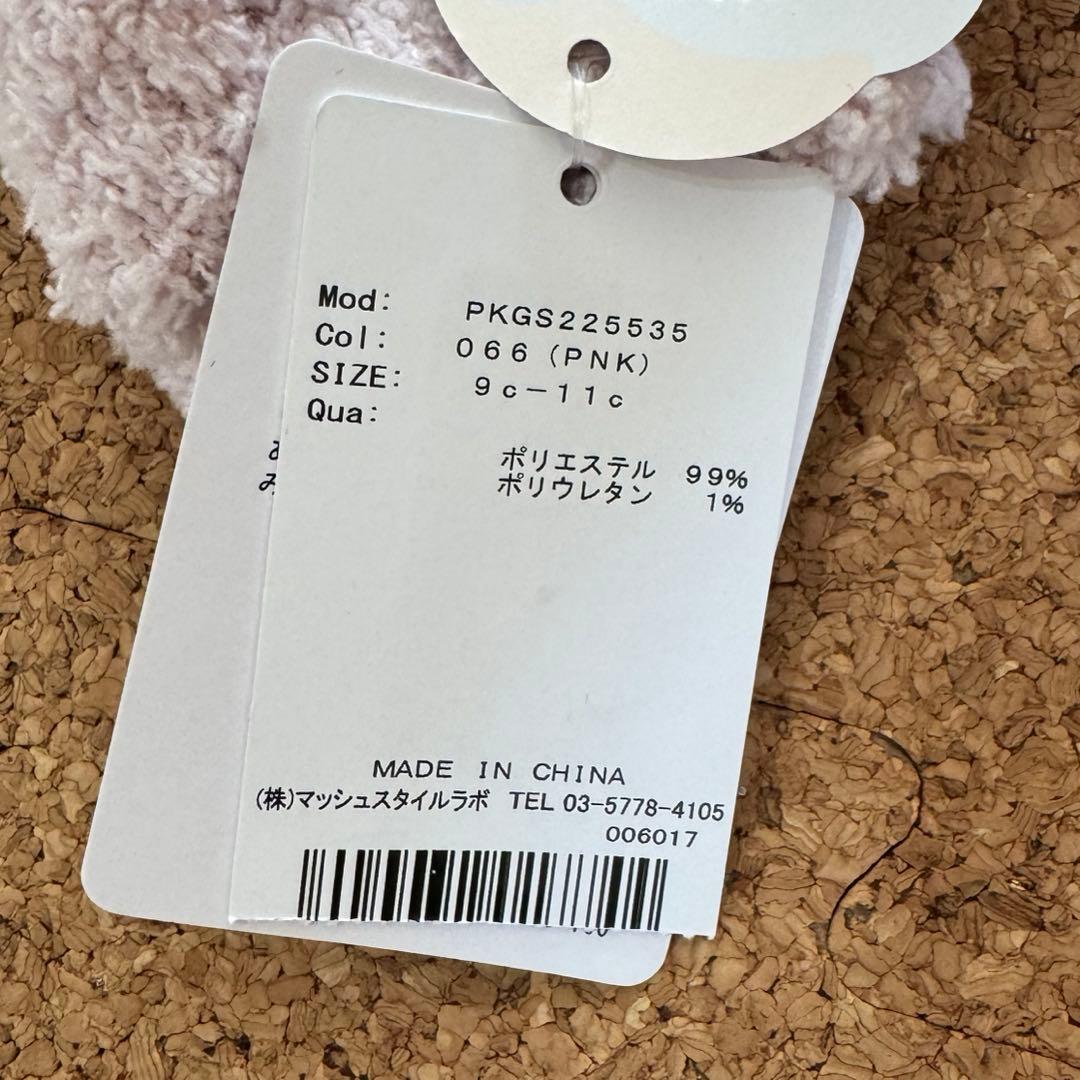 Mod: PKGS225535
Col: 066 (PNK)
SIZE: 9c-11c
Qua:
ポリエステル 99%
ポリウレタン 1%
MADE IN CHINA
(株)マッシュスタイルラボ TEL 03-5778-4105
006017